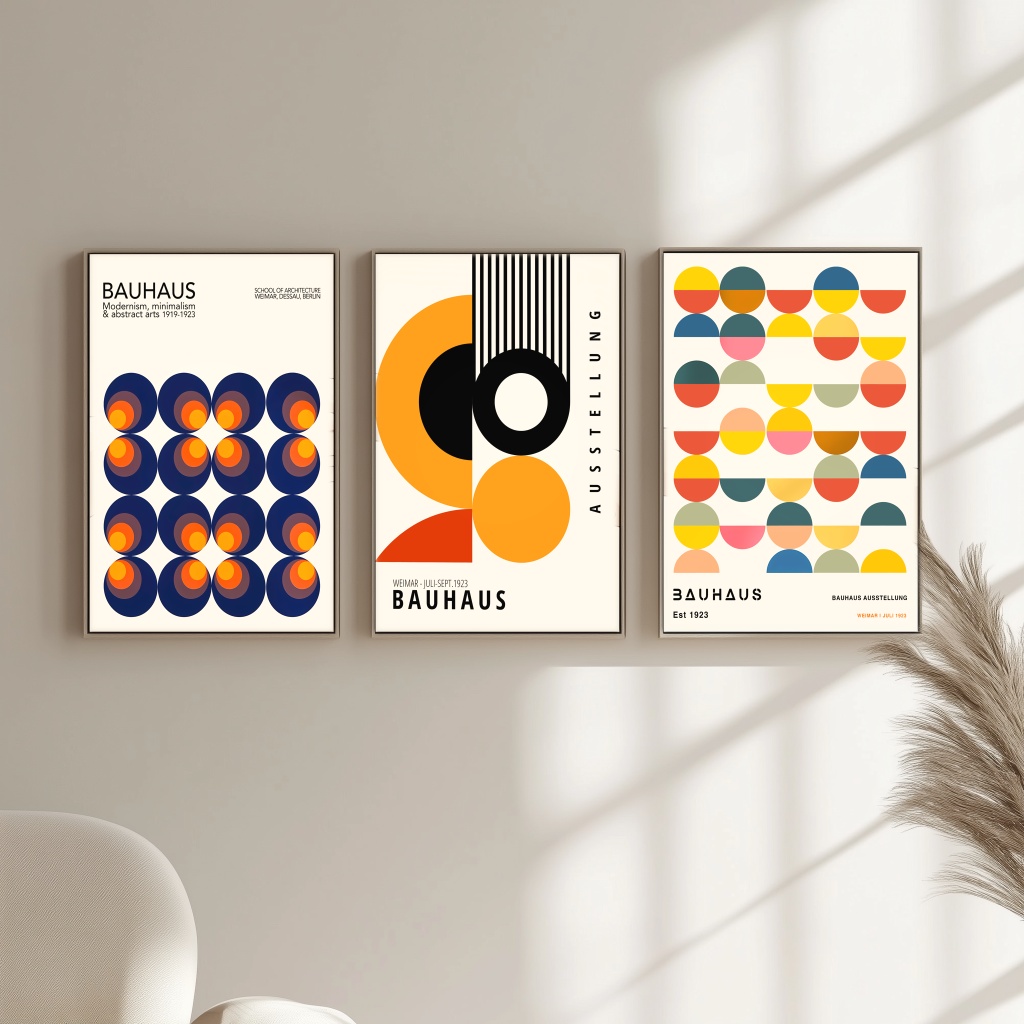 BAUHAUS
Modernism, minimalism
& abstract arts 1919-1923
SCHOOL OF ARCHITECTURE
WEIMAR, DESSAU, BERLIN
AUSSTELLUNG
WEIMAR - JULI-SEPT.1923
BAUHAUS
BAUHAUS
Est 1923
BAUHAUS AUSSTELLUNG
WEIMAR I JULI 1923